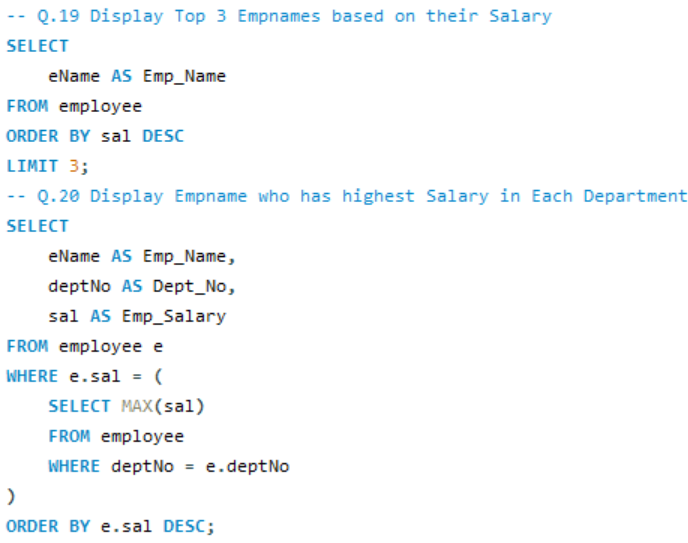 -- Q.19 Display Top 3 Empnames based on their Salary
SELECT
    eName AS Emp_Name
FROM employee
ORDER BY sal DESC
LIMIT 3;
-- Q.20 Display Empname who has highest Salary in Each Department
SELECT
    eName AS Emp_Name,
    deptNo AS Dept_No,
    sal AS Emp_Salary
FROM employee e
WHERE e.sal = (
    SELECT MAX(sal)
    FROM employee
    WHERE deptNo = e.deptNo
)
ORDER BY e.sal DESC;